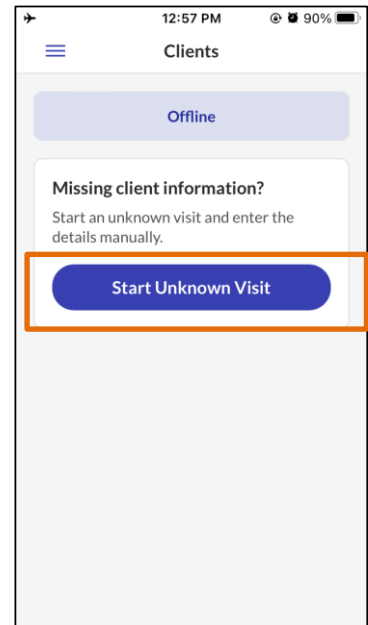 12:57 PM 90%
Clients
Offline
Missing client information?
Start an unknown visit and enter the
details manually.
Start Unknown Visit